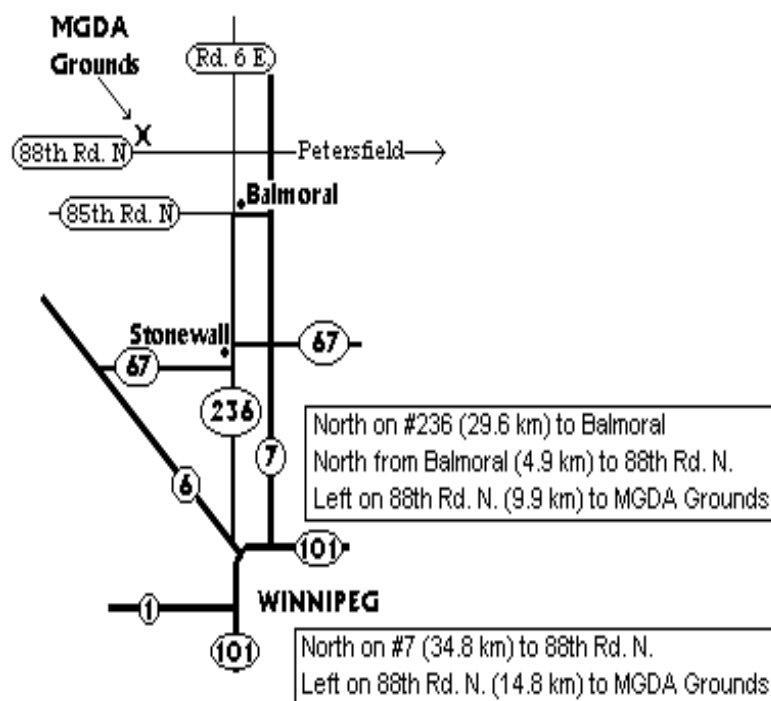 MGDA
Grounds
Rd. 6 E
X
88th Rd. N
Petersfield
Balmoral
85th Rd. N
Stonewall
67
67
236
North on #236 (29.6 km) to Balmoral
North from Balmoral (4.9 km) to 88th Rd. N.
Left on 88th Rd. N. (9.9 km) to MGDA Grounds
7
6
101
1
WINNIPEG
101
North on #7 (34.8 km) to 88th Rd. N.
Left on 88th Rd. N. (14.8 km) to MGDA Grounds